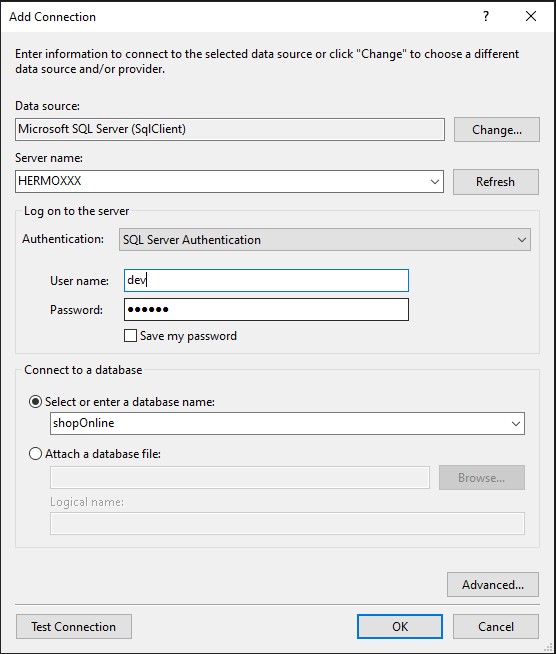 Add Connection
?
Enter information to connect to the selected data source or click "Change" to choose a different
data source and/or provider.
Data source:
Microsoft SQL Server (SqlClient)
Change...
Server name:
HERMOXXX
Refresh
Log on to the server
Authentication:
SQL Server Authentication
User name:
dev
Password:
●●●●●●
Save my password
Connect to a database
Select or enter a database name:
shopOnline
Attach a database file:
Browse...
Logical name:
Advanced...
Test Connection
OK
Cancel